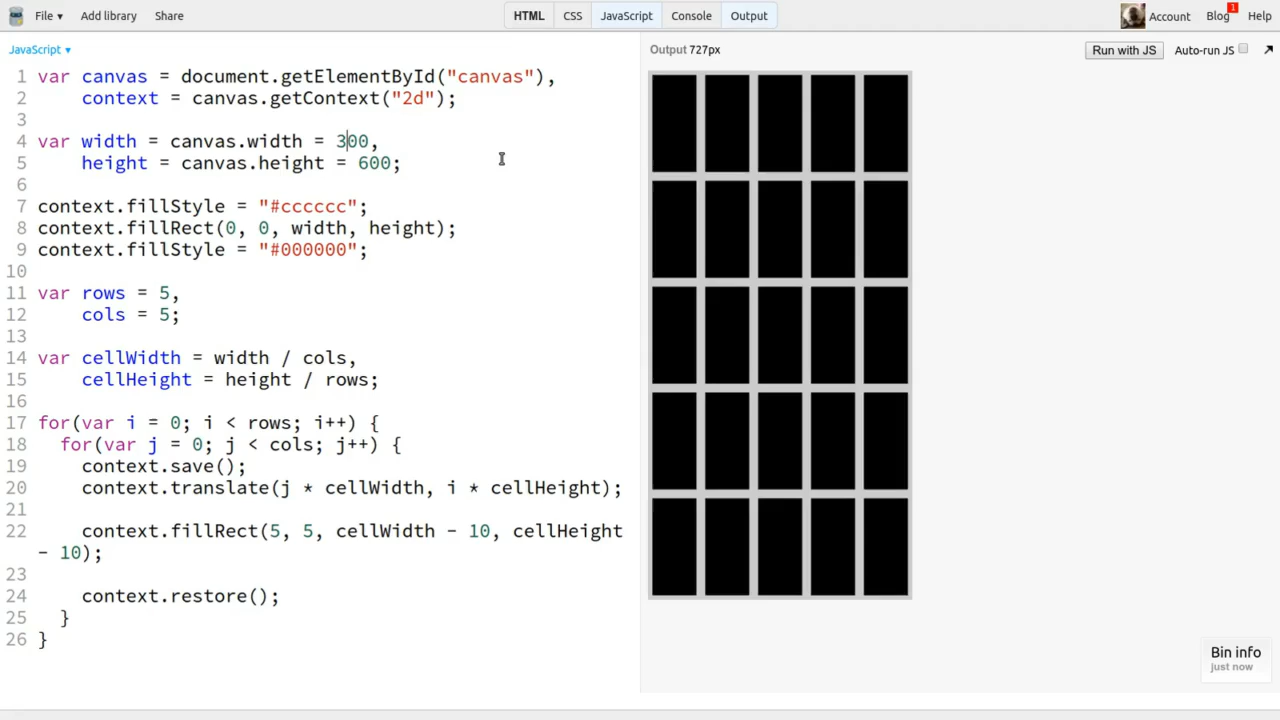 File ▾ Add library Share HTML CSS JavaScript Console Output Account Blog 1 Help
JavaScript ▾ Output 727px Run with JS Auto-run JS
1 var canvas = document.getElementById("canvas"),
2 context = canvas.getContext("2d");
3
4 var width = canvas.width = 300,
5 height = canvas.height = 600;
6
7 context.fillStyle = "#cccccc";
8 context.fillRect(0, 0, width, height);
9 context.fillStyle = "#000000";
10
11 var rows = 5,
12 cols = 5;
13
14 var cellWidth = width / cols,
15 cellHeight = height / rows;
16
17 for(var i = 0; i < rows; i++) {
18 for(var j = 0; j < cols; j++) {
19 context.save();
20 context.translate(j * cellWidth, i * cellHeight);
21
22 context.fillRect(5, 5, cellWidth - 10, cellHeight
- 10);
23
24 context.restore();
25 }
26 }
Bin info
just now